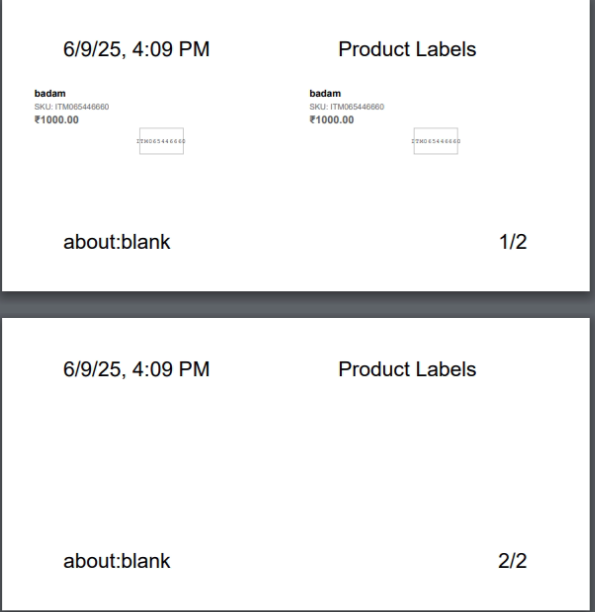 6/9/25, 4:09 PM Product Labels
badam badam
SKU: ITM065446660 SKU: ITM065446660
₹1000.00 ₹1000.00
ITM065446660 ITM065446660
about:blank 1/2
6/9/25, 4:09 PM Product Labels
about:blank 2/2